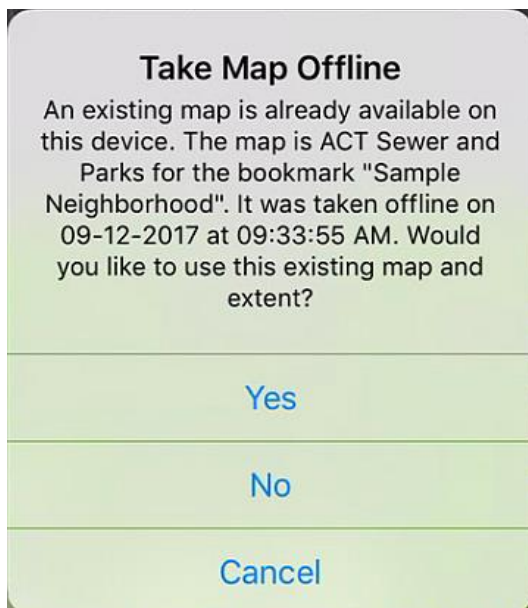 Take Map Offline
An existing map is already available on
this device. The map is ACT Sewer and
Parks for the bookmark "Sample
Neighborhood". It was taken offline on
09-12-2017 at 09:33:55 AM. Would
you like to use this existing map and
extent?
Yes
No
Cancel